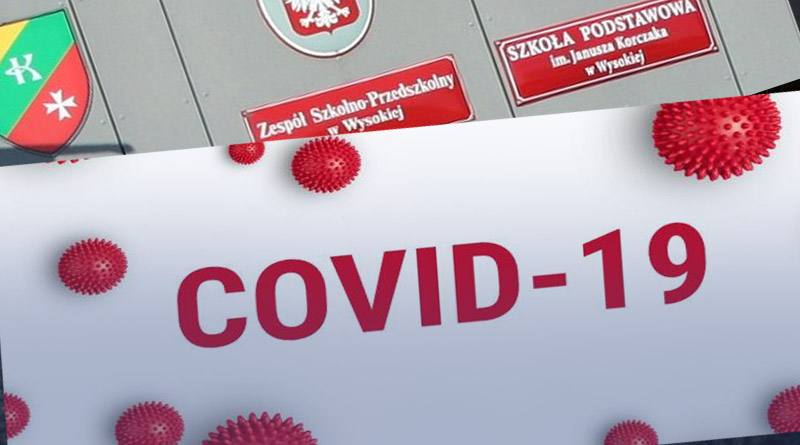 K
SZKOŁA PODSTAWOWA
im. Janusza Korczaka
w Wysokiej
Zespół Szkolno-Przedszkolny
w Wysokiej
COVID-19